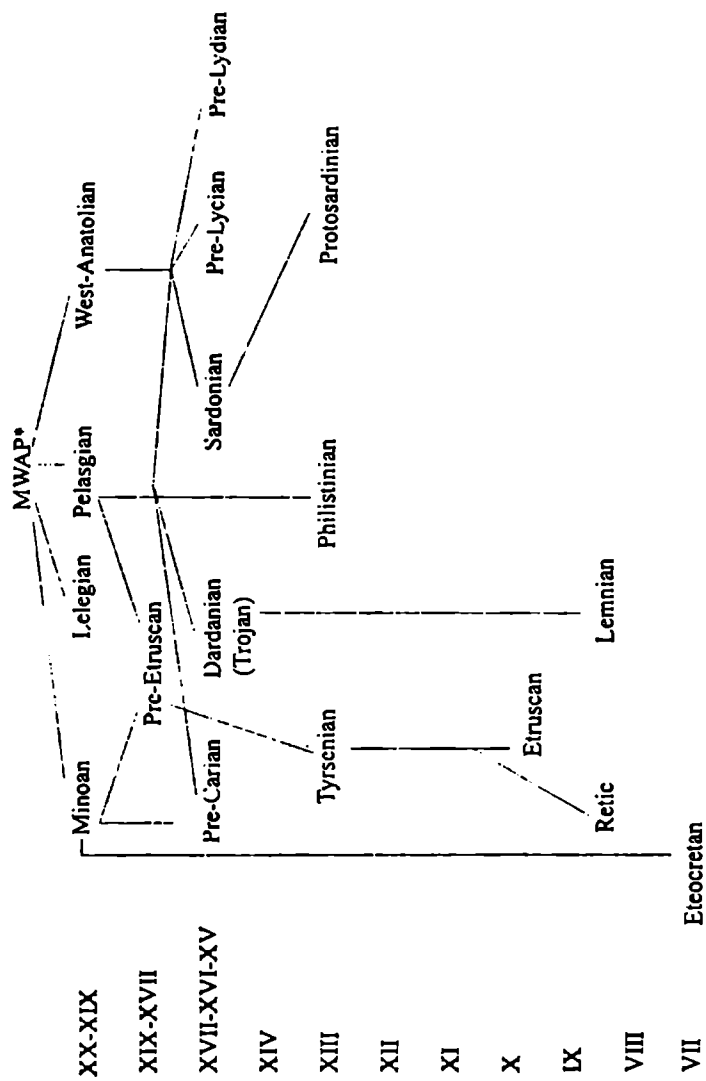 MWAP*
XX-XIX Minoan Lelegian Pelasgian West-Anatolian
XIX-XVII Pre-Etruscan
XVII-XVI-XV Pre-Carian Dardanian Sardonian Pre-Lycian Pre-Lydian
(Trojan)
XIV
XIII Tyrsenian Philistinian Protosardinian
XII
XI
X Etruscan
IX Retic Lemnian
VIII
VII Eteocretan